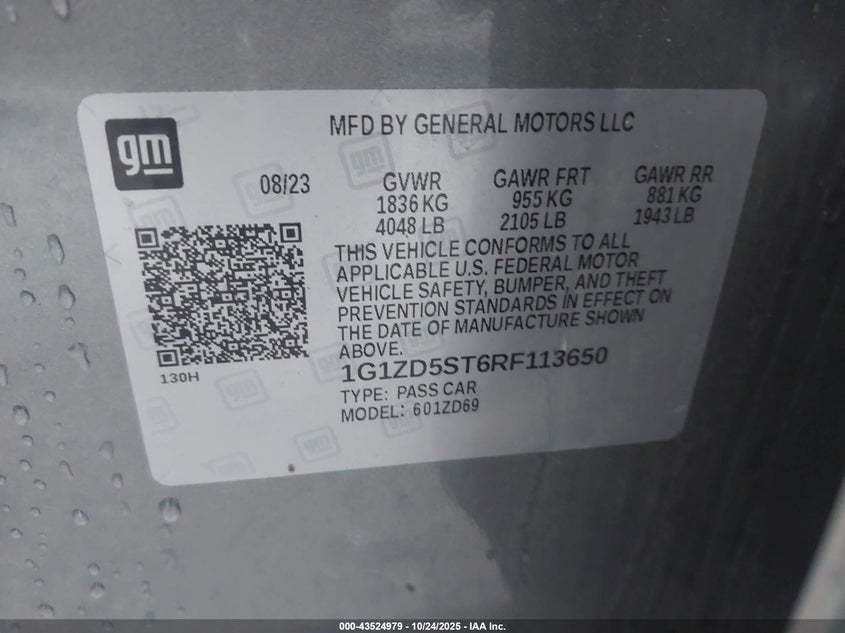 gm
MFD BY GENERAL MOTORS LLC
08/23
GVWR
1836 KG
4048 LB
GAWR FRT
955 KG
2105 LB
GAWR RR
881 KG
1943 LB
THIS VEHICLE CONFORMS TO ALL
APPLICABLE U.S. FEDERAL MOTOR
VEHICLE SAFETY, BUMPER, AND THEFT
PREVENTION STANDARDS IN EFFECT ON
THE DATE OF MANUFACTURE SHOWN
ABOVE.
130H
1G1ZD5ST6RF113650
TYPE: PASS CAR
MODEL: 601ZD69
000-43524979 - 10/24/2025 - IAA Inc.